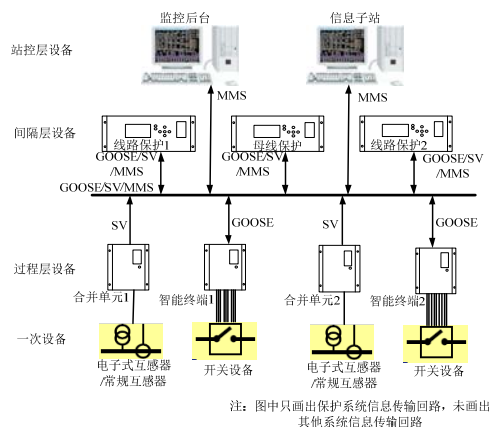 监控后台
信息子站
站控层设备
MMS
MMS
间隔层设备
线路保护1
母线保护
线路保护2
GOOSE/SV
/MMS
GOOSE/SV
/MMS
GOOSE/SV
/MMS
GOOSE/SV/MMS
SV
GOOSE
SV
GOOSE
过程层设备
合并单元1
智能终端1
合并单元2
智能终端2
一次设备
电子式互感器
/常规互感器
开关设备
电子式互感器
/常规互感器
开关设备
注：图中只画出保护系统信息传输回路，未画出
其他系统信息传输回路